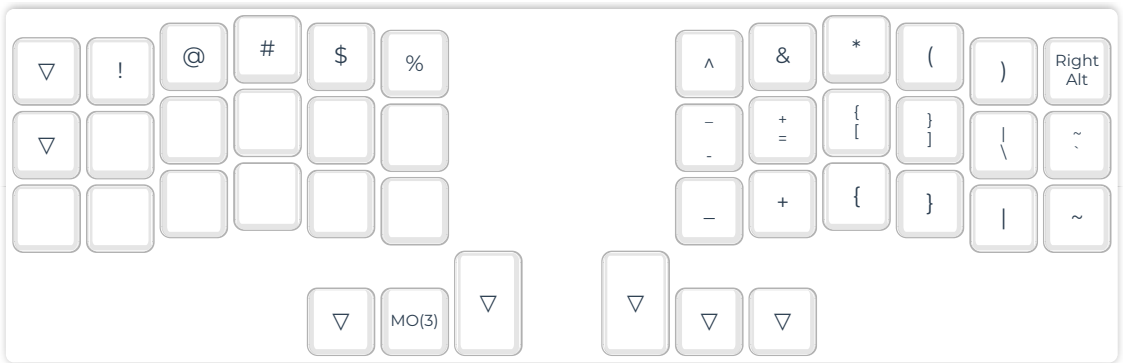 ▽ ! @ # $ % ^ & * ( ) Right Alt
▽ _ - + = { [ } ] | \ ~ `
_ + { } | ~
▽ MO(3) ▽ ▽ ▽ ▽